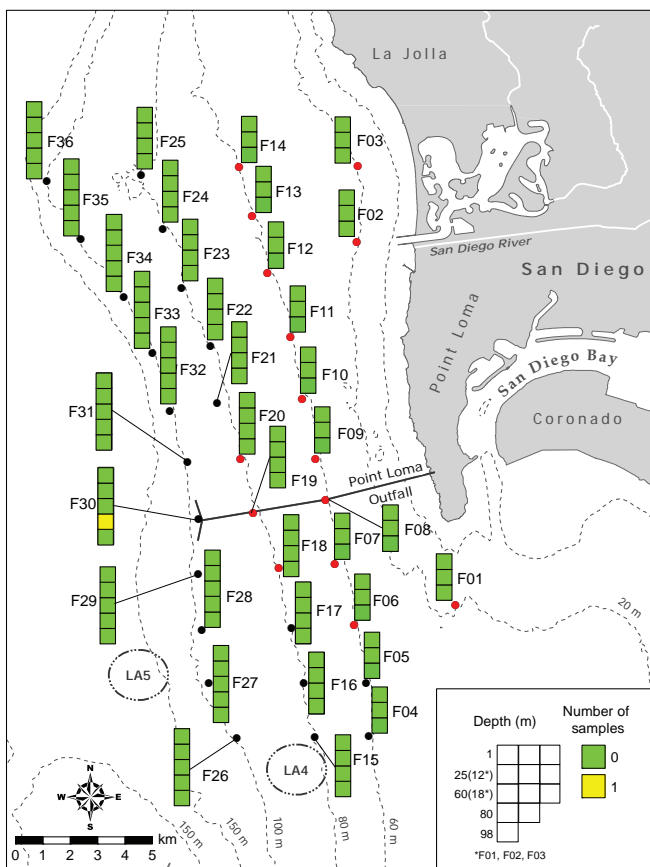 La Jolla
F36
F25
F14
F03
F35
F24
F13
F02
F34
F23
F12
San Diego River
San Diego
F33
F22
F11
Point Loma
San Diego Bay
F32
F21
F10
Coronado
F31
F20
F09
F19
Point Loma
Outfall
F30
F18
F07
F08
F01
F29
F28
F17
F06
20 m
LA5
F27
F16
F05
F04
F26
LA4
F15
N
W
E
S
150 m
150 m
100 m
80 m
60 m
0 1 2 3 4 5
km
Depth (m)
Number of
samples
1
25(12*)
60(18*)
80
98
0
1
*F01, F02, F03